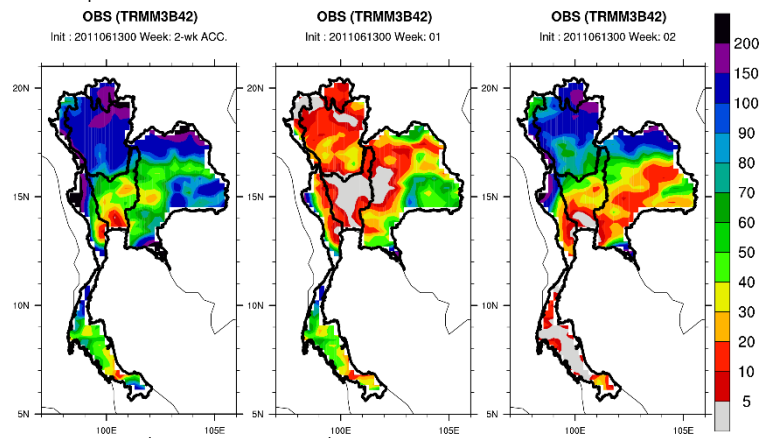 OBS (TRMM3B42)
Init : 2011061300 Week: 2-wk ACC.
20N
15N
10N
5N
100E
105E
OBS (TRMM3B42)
Init : 2011061300 Week: 01
20N
15N
10N
5N
100E
105E
OBS (TRMM3B42)
Init : 2011061300 Week: 02
20N
15N
10N
5N
100E
105E
200
150
100
90
80
70
60
50
40
30
20
10
5